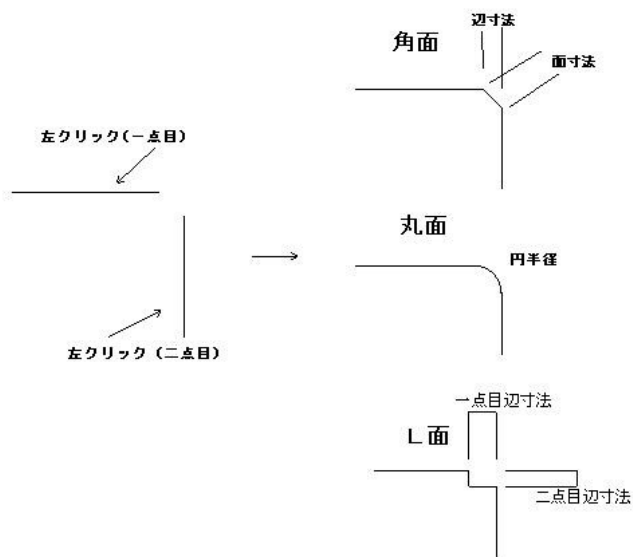 左クリック(一点目)
左クリック(二点目)
角面
辺寸法
面寸法
丸面
円半径
L面
一点目辺寸法
二点目辺寸法